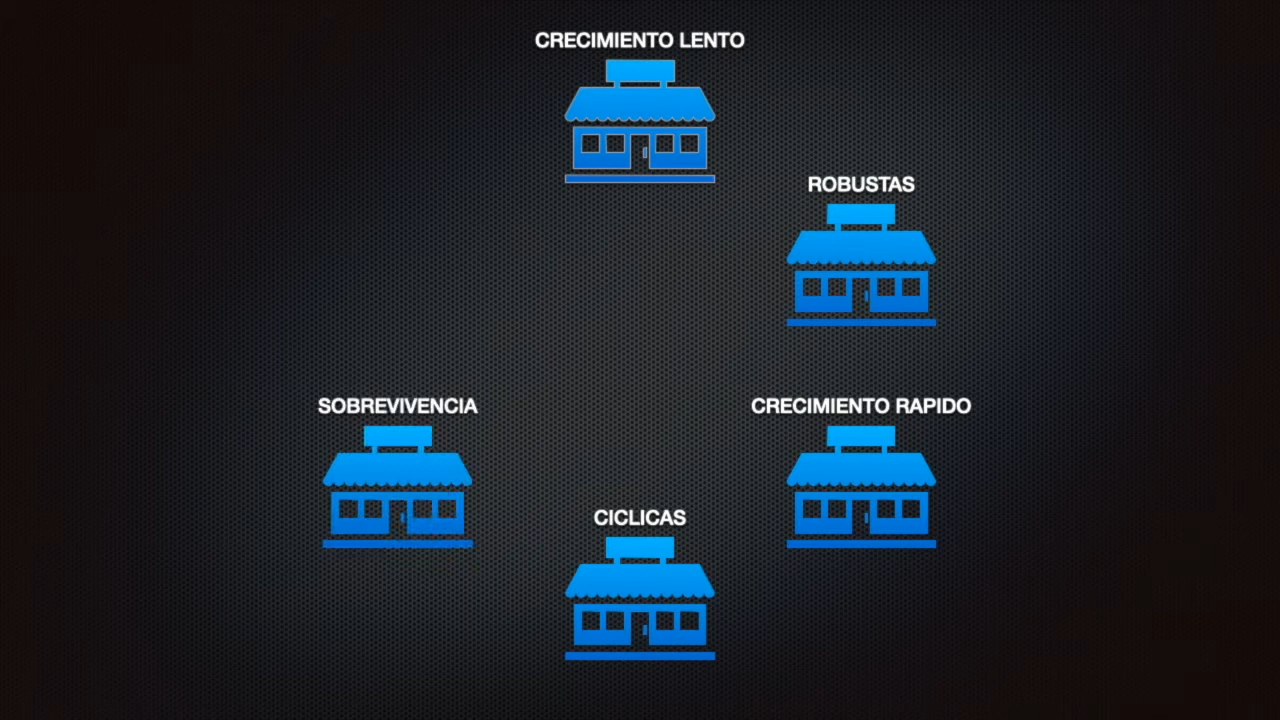 CRECIMIENTO LENTO
ROBUSTAS
SOBREVIVENCIA
CRECIMIENTO RAPIDO
CICLICAS